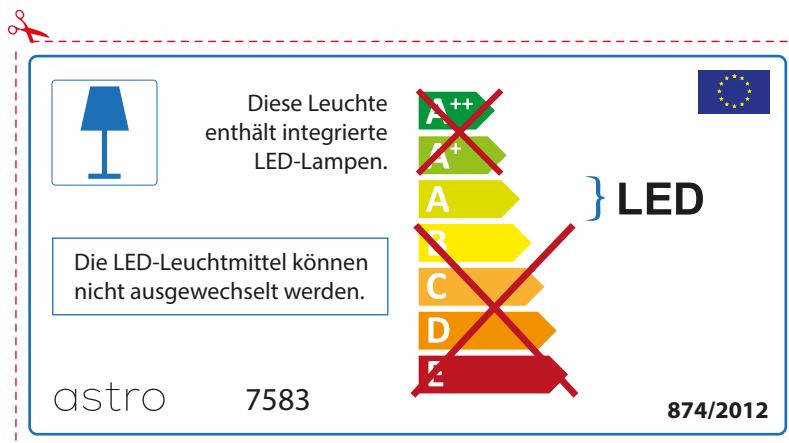 Diese Leuchte
enthält integrierte
LED-Lampen.
A++
A+
A
B
C
D
E
LED
Die LED-Leuchtmittel können
nicht ausgewechselt werden.
astro
7583
874/2012